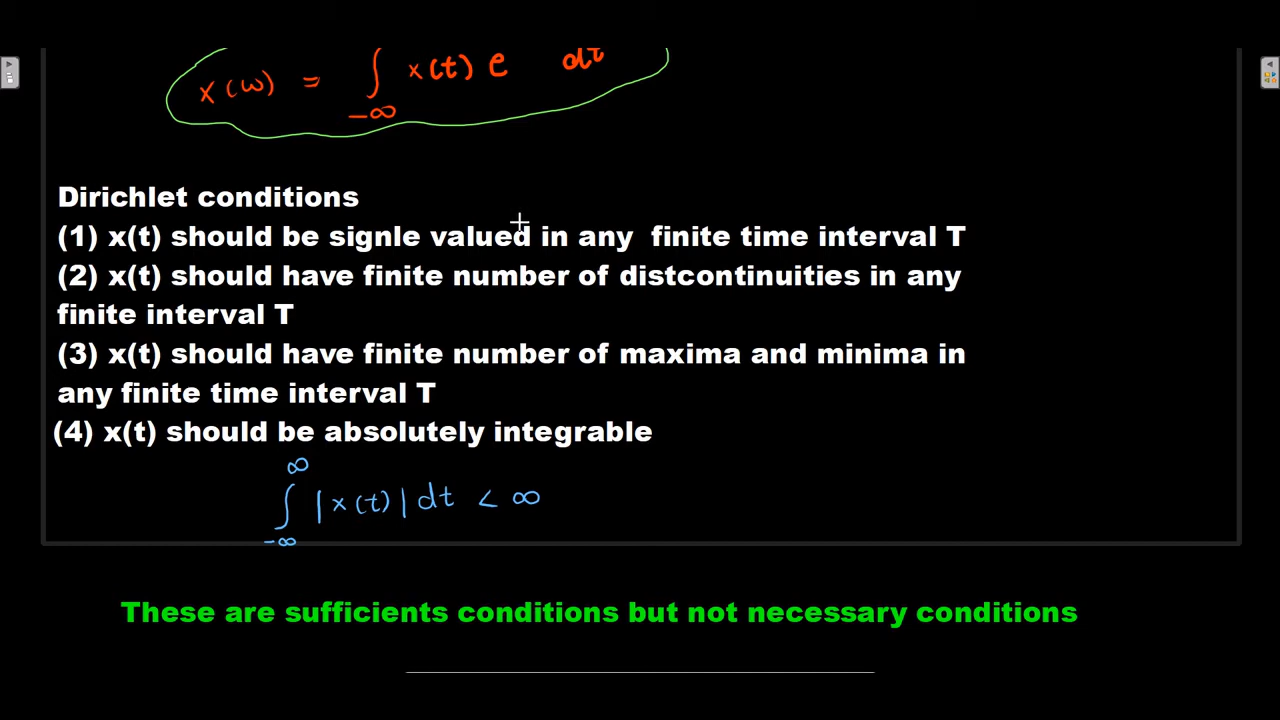 x(ω) = ∫ x(t) e dt
-∞
Dirichlet conditions
(1) x(t) should be signle valued in any finite time interval T
(2) x(t) should have finite number of distcontinuities in any
finite interval T
(3) x(t) should have finite number of maxima and minima in
any finite time interval T
(4) x(t) should be absolutely integrable
∞
∫ |x(t)| dt < ∞
-∞
These are sufficients conditions but not necessary conditions